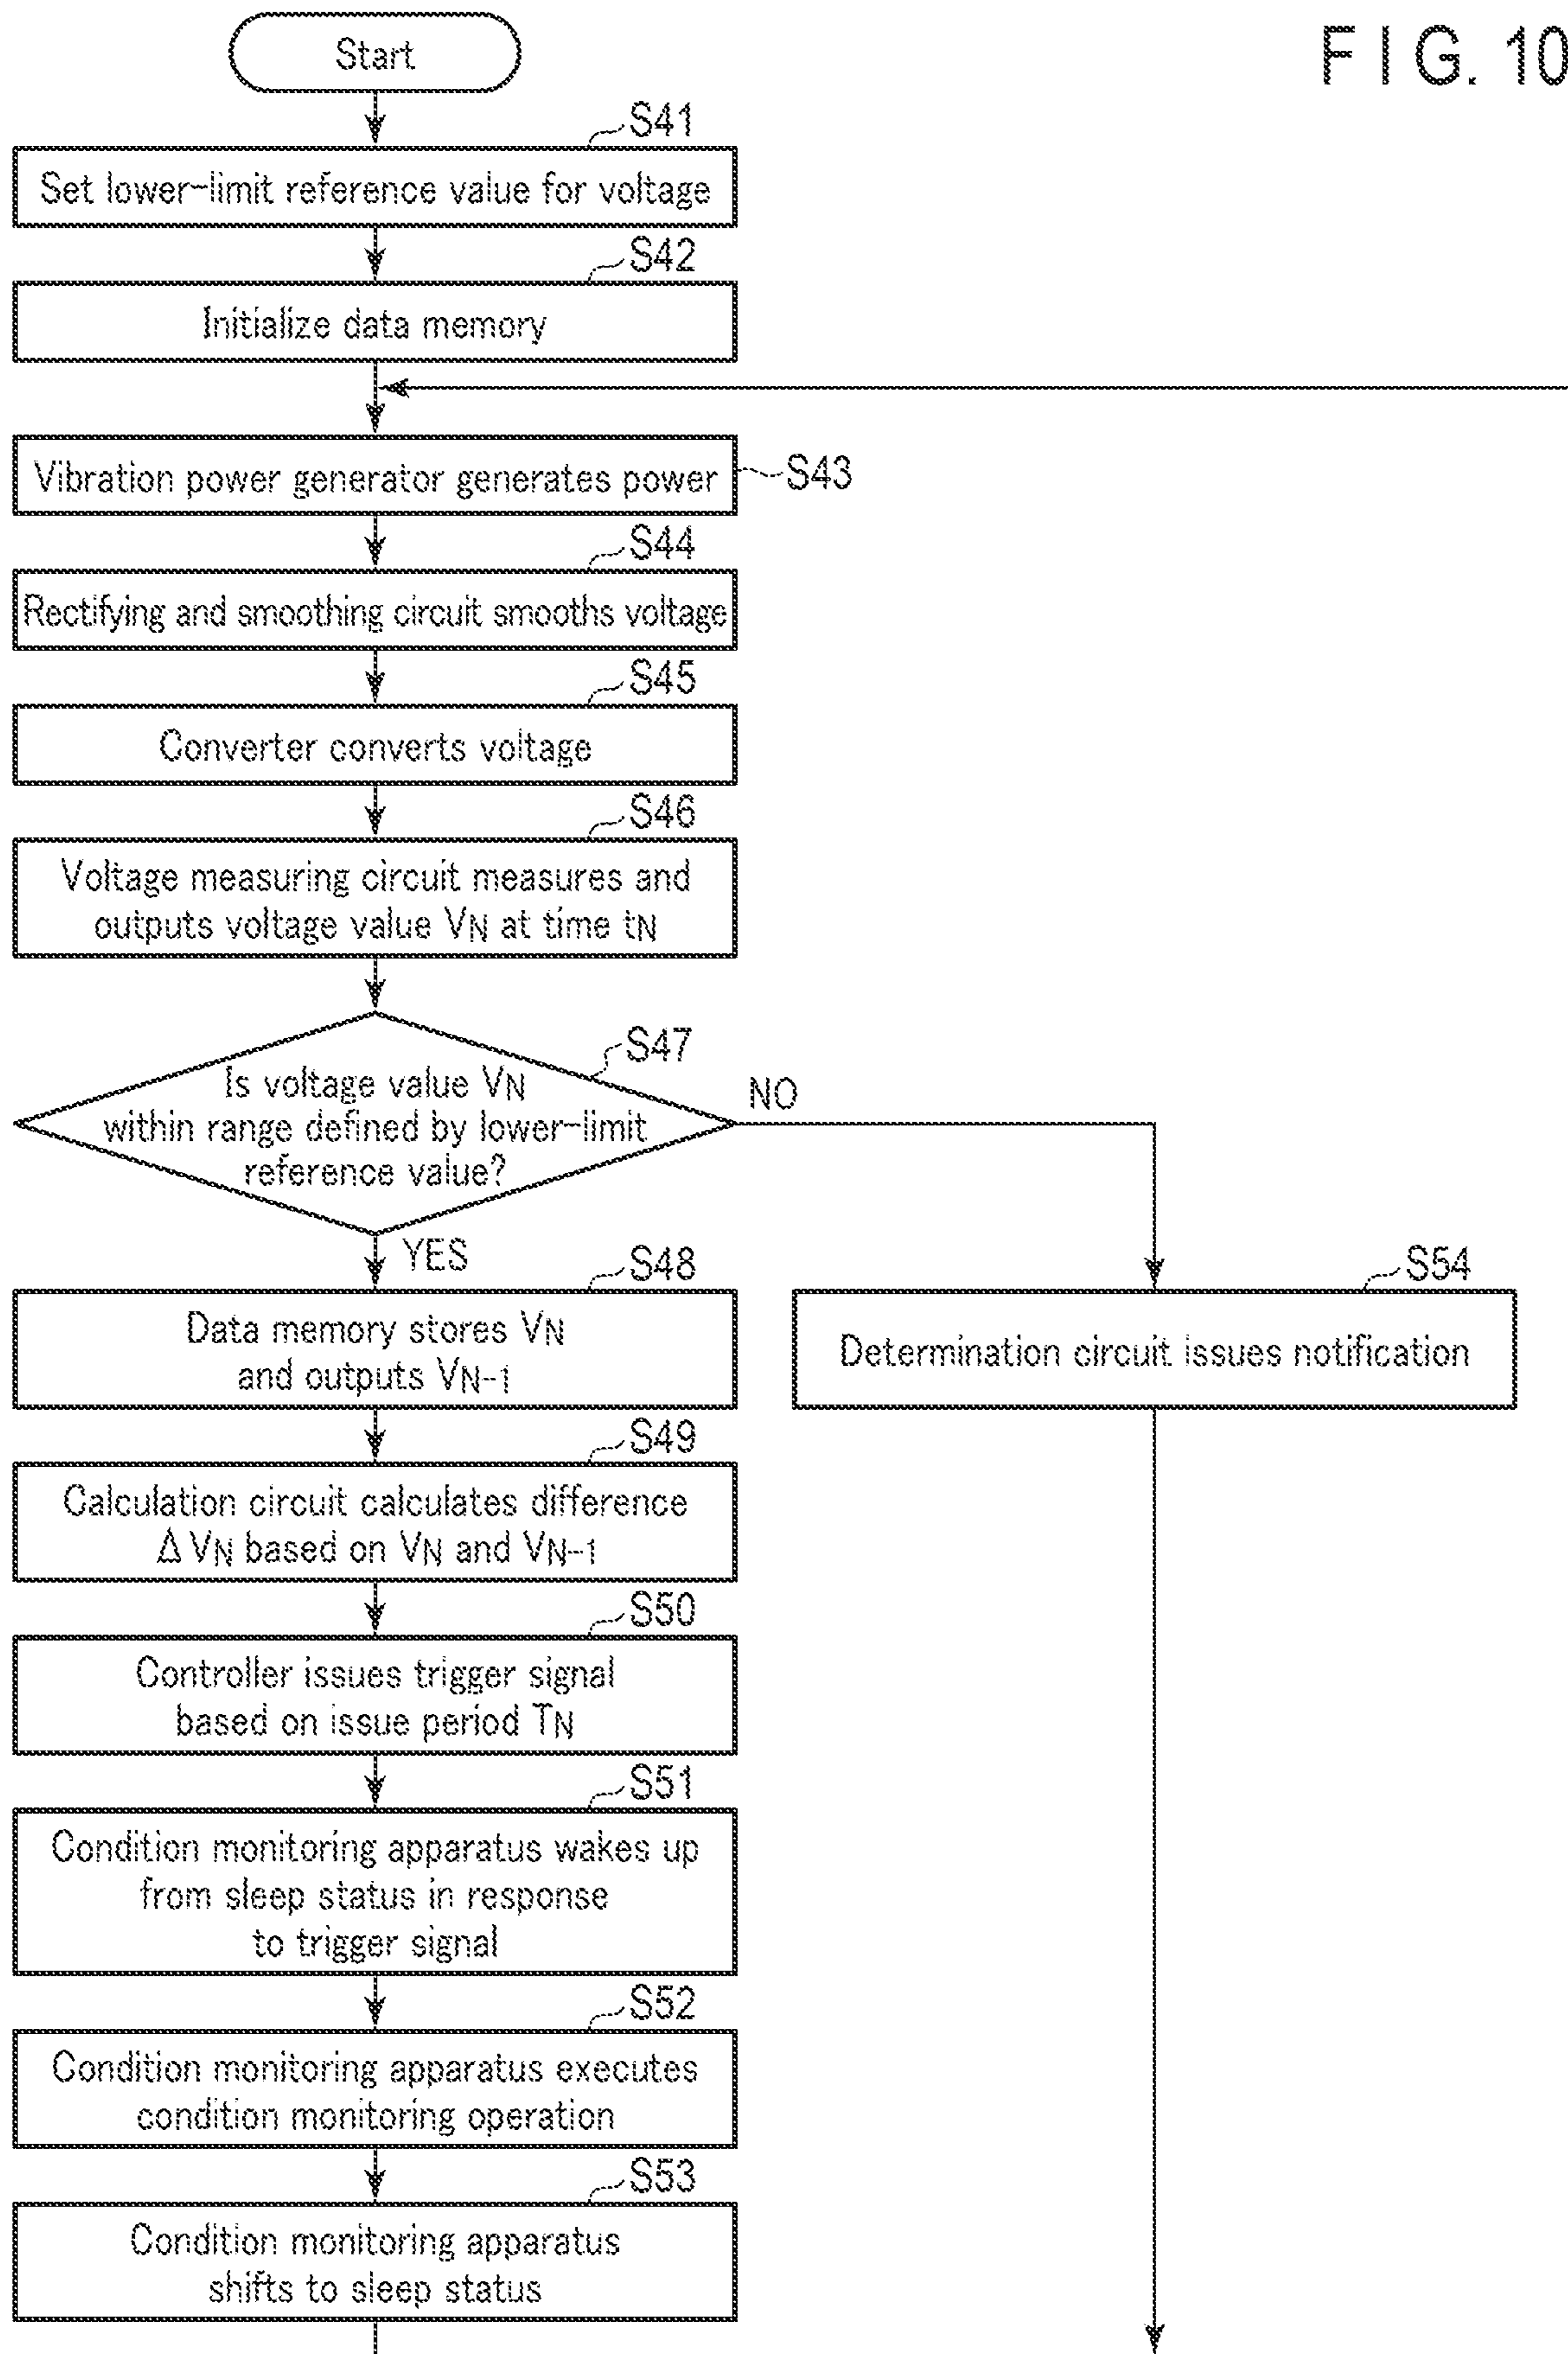 FIG. 10
Start
S41
Set lower-limit reference value for voltage
S42
Initialize data memory
Vibration power generator generates power
S43
S44
Rectifying and smoothing circuit smooths voltage
S45
Converter converts voltage
S46
Voltage measuring circuit measures and
outputs voltage value VN at time tN
S47
Is voltage value VN
within range defined by lower-limit
reference value?
NO
YES
S48
Data memory stores VN
and outputs VN-1
S54
Determination circuit issues notification
S49
Calculation circuit calculates difference
ΔVN based on VN and VN-1
S50
Controller issues trigger signal
based on issue period TN
S51
Condition monitoring apparatus wakes up
from sleep status in response
to trigger signal
S52
Condition monitoring apparatus executes
condition monitoring operation
S53
Condition monitoring apparatus
shifts to sleep status